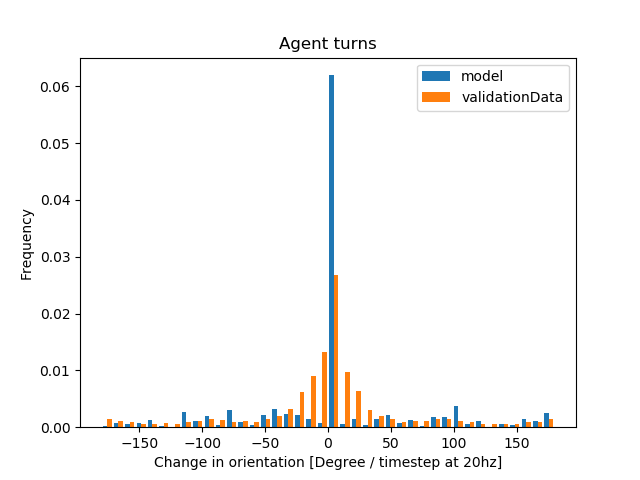 Agent turns
model
validationData
0.06
0.05
0.04
0.03
0.02
0.01
0.00
Frequency
−150 −100 −50 0 50 100 150
Change in orientation [Degree / timestep at 20hz]